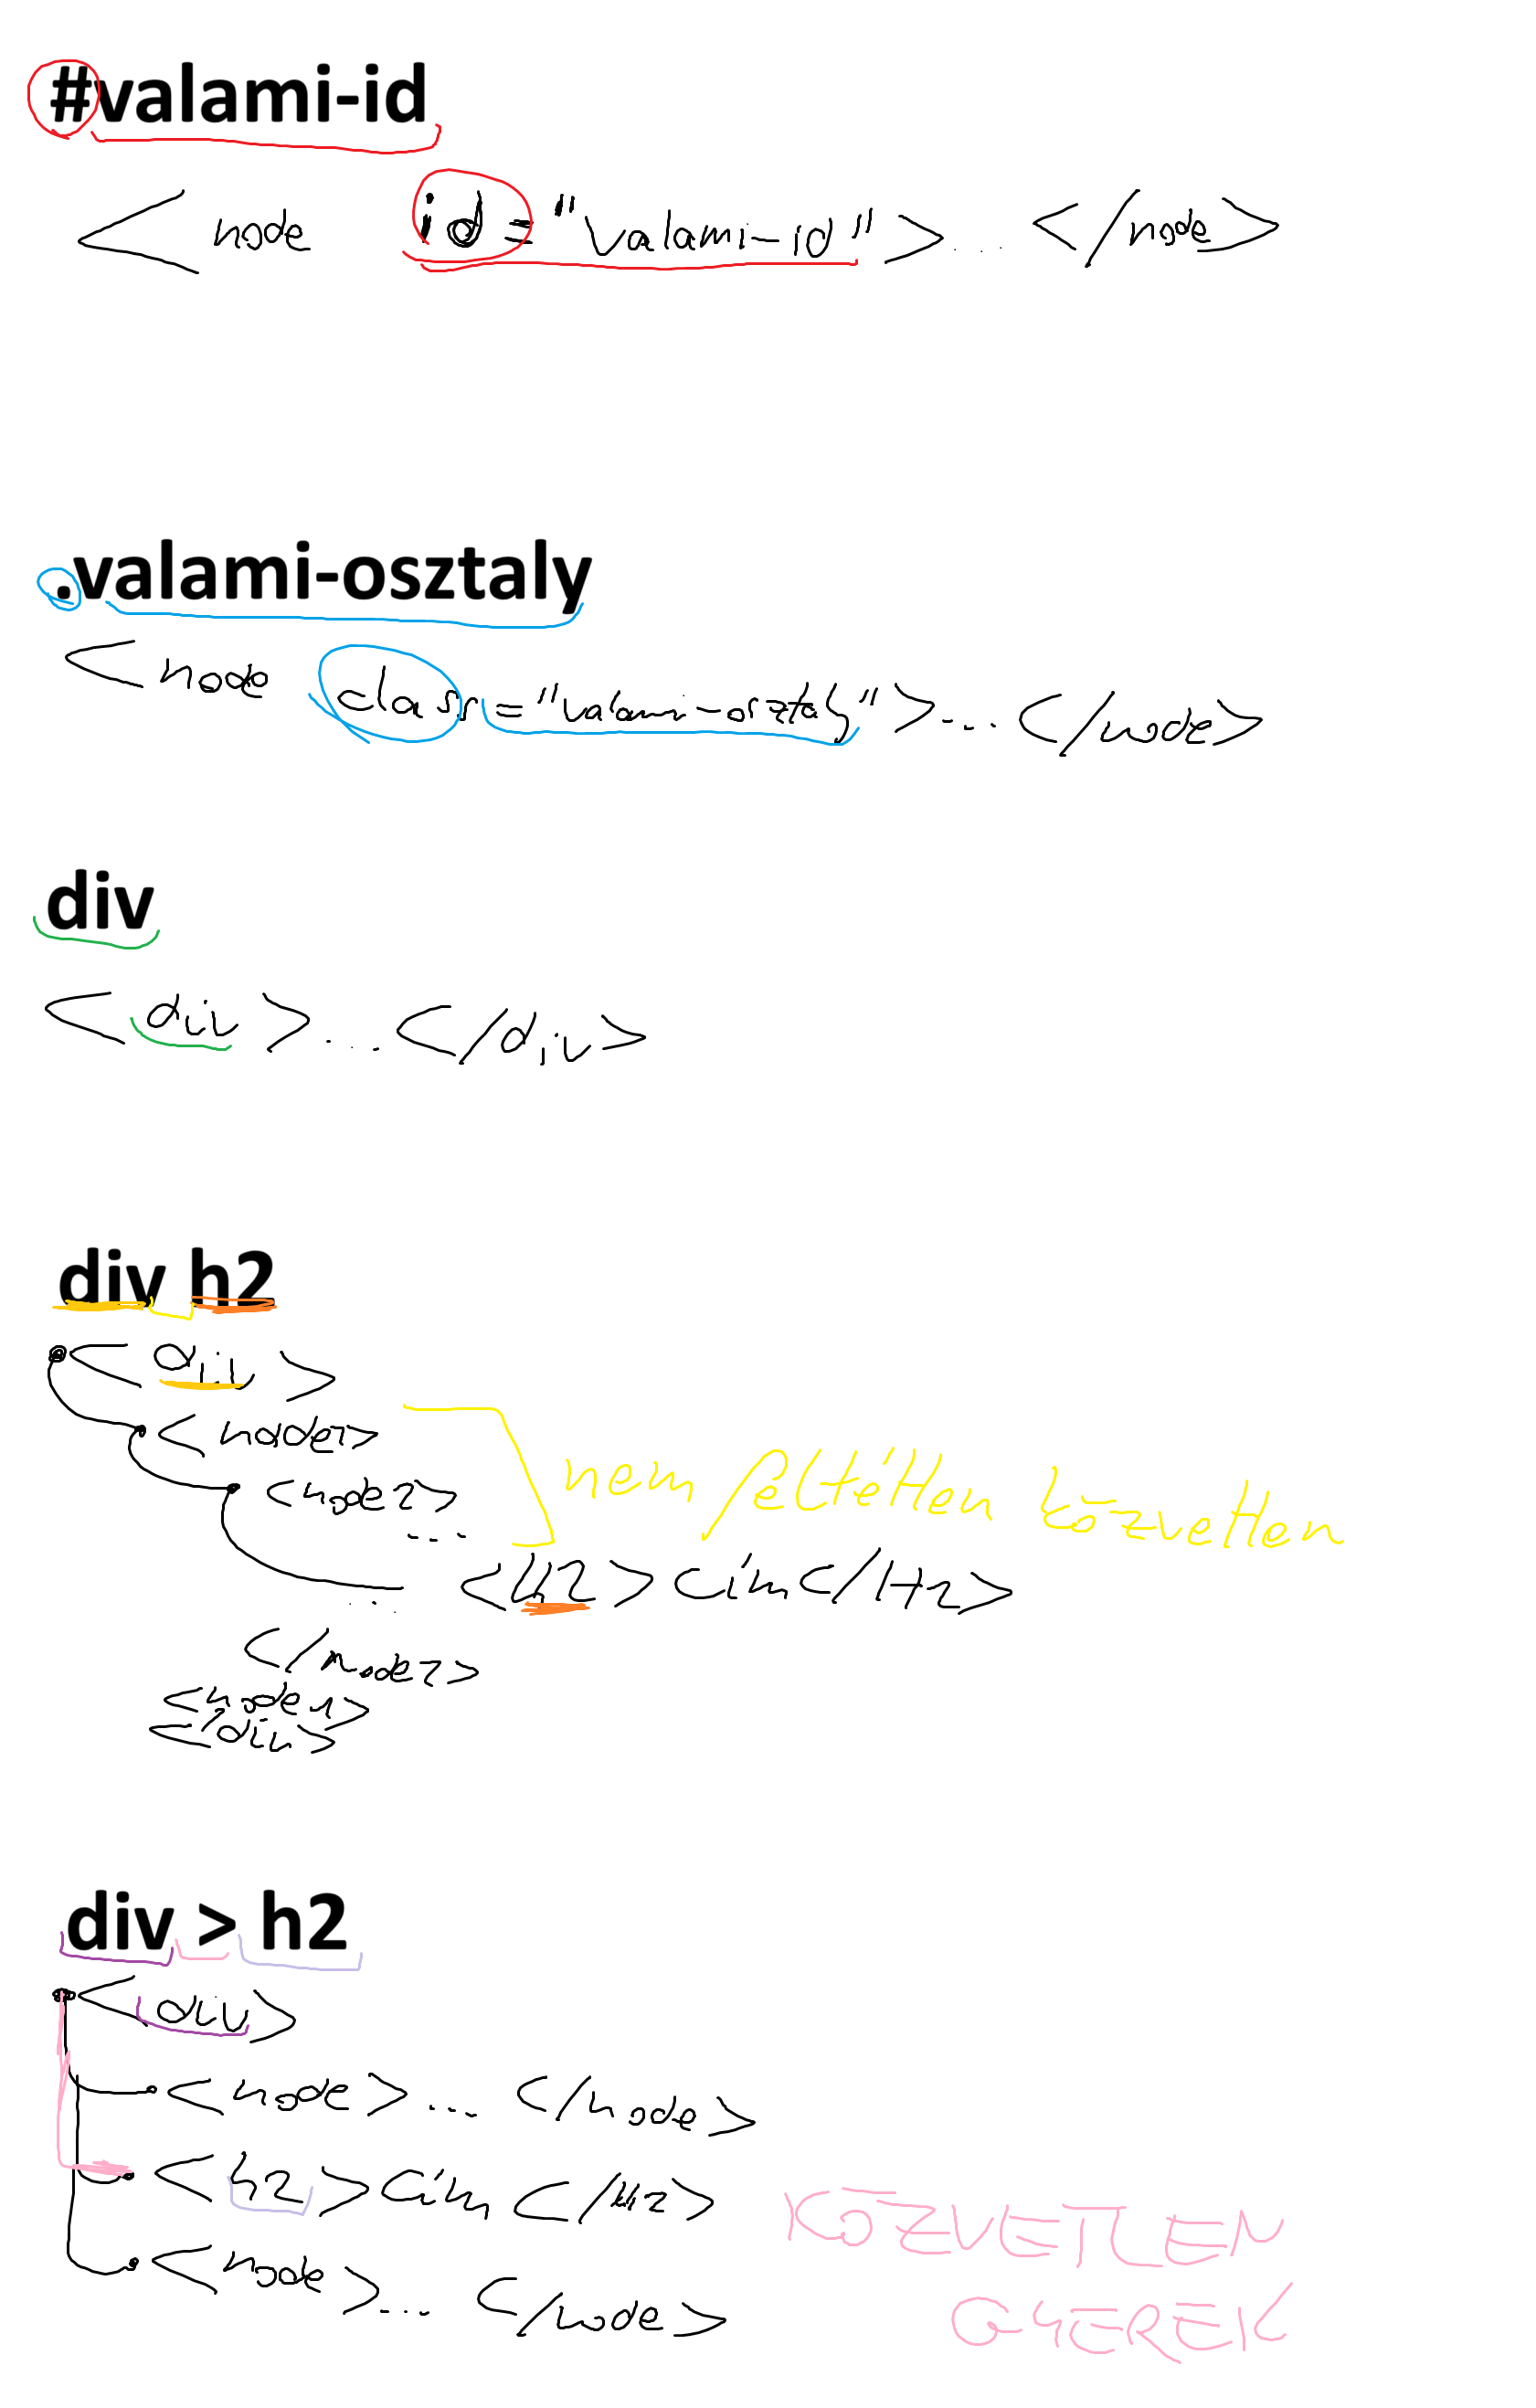 #valami-id
<node id="valami-id">... </node>
.valami-osztaly
<node class="valami-osztaly">... </node>
div
<div>... </div>
div h2
<div>
<node>
<node2>
...
nem feltétlen közvetlen
<H2>cím</H2>
...
</node2>
</div>
div > h2
<div>
<node>... </node>
<h2>cím</H2>
<node>... </node>
KÖZVETLEN
GYEREK